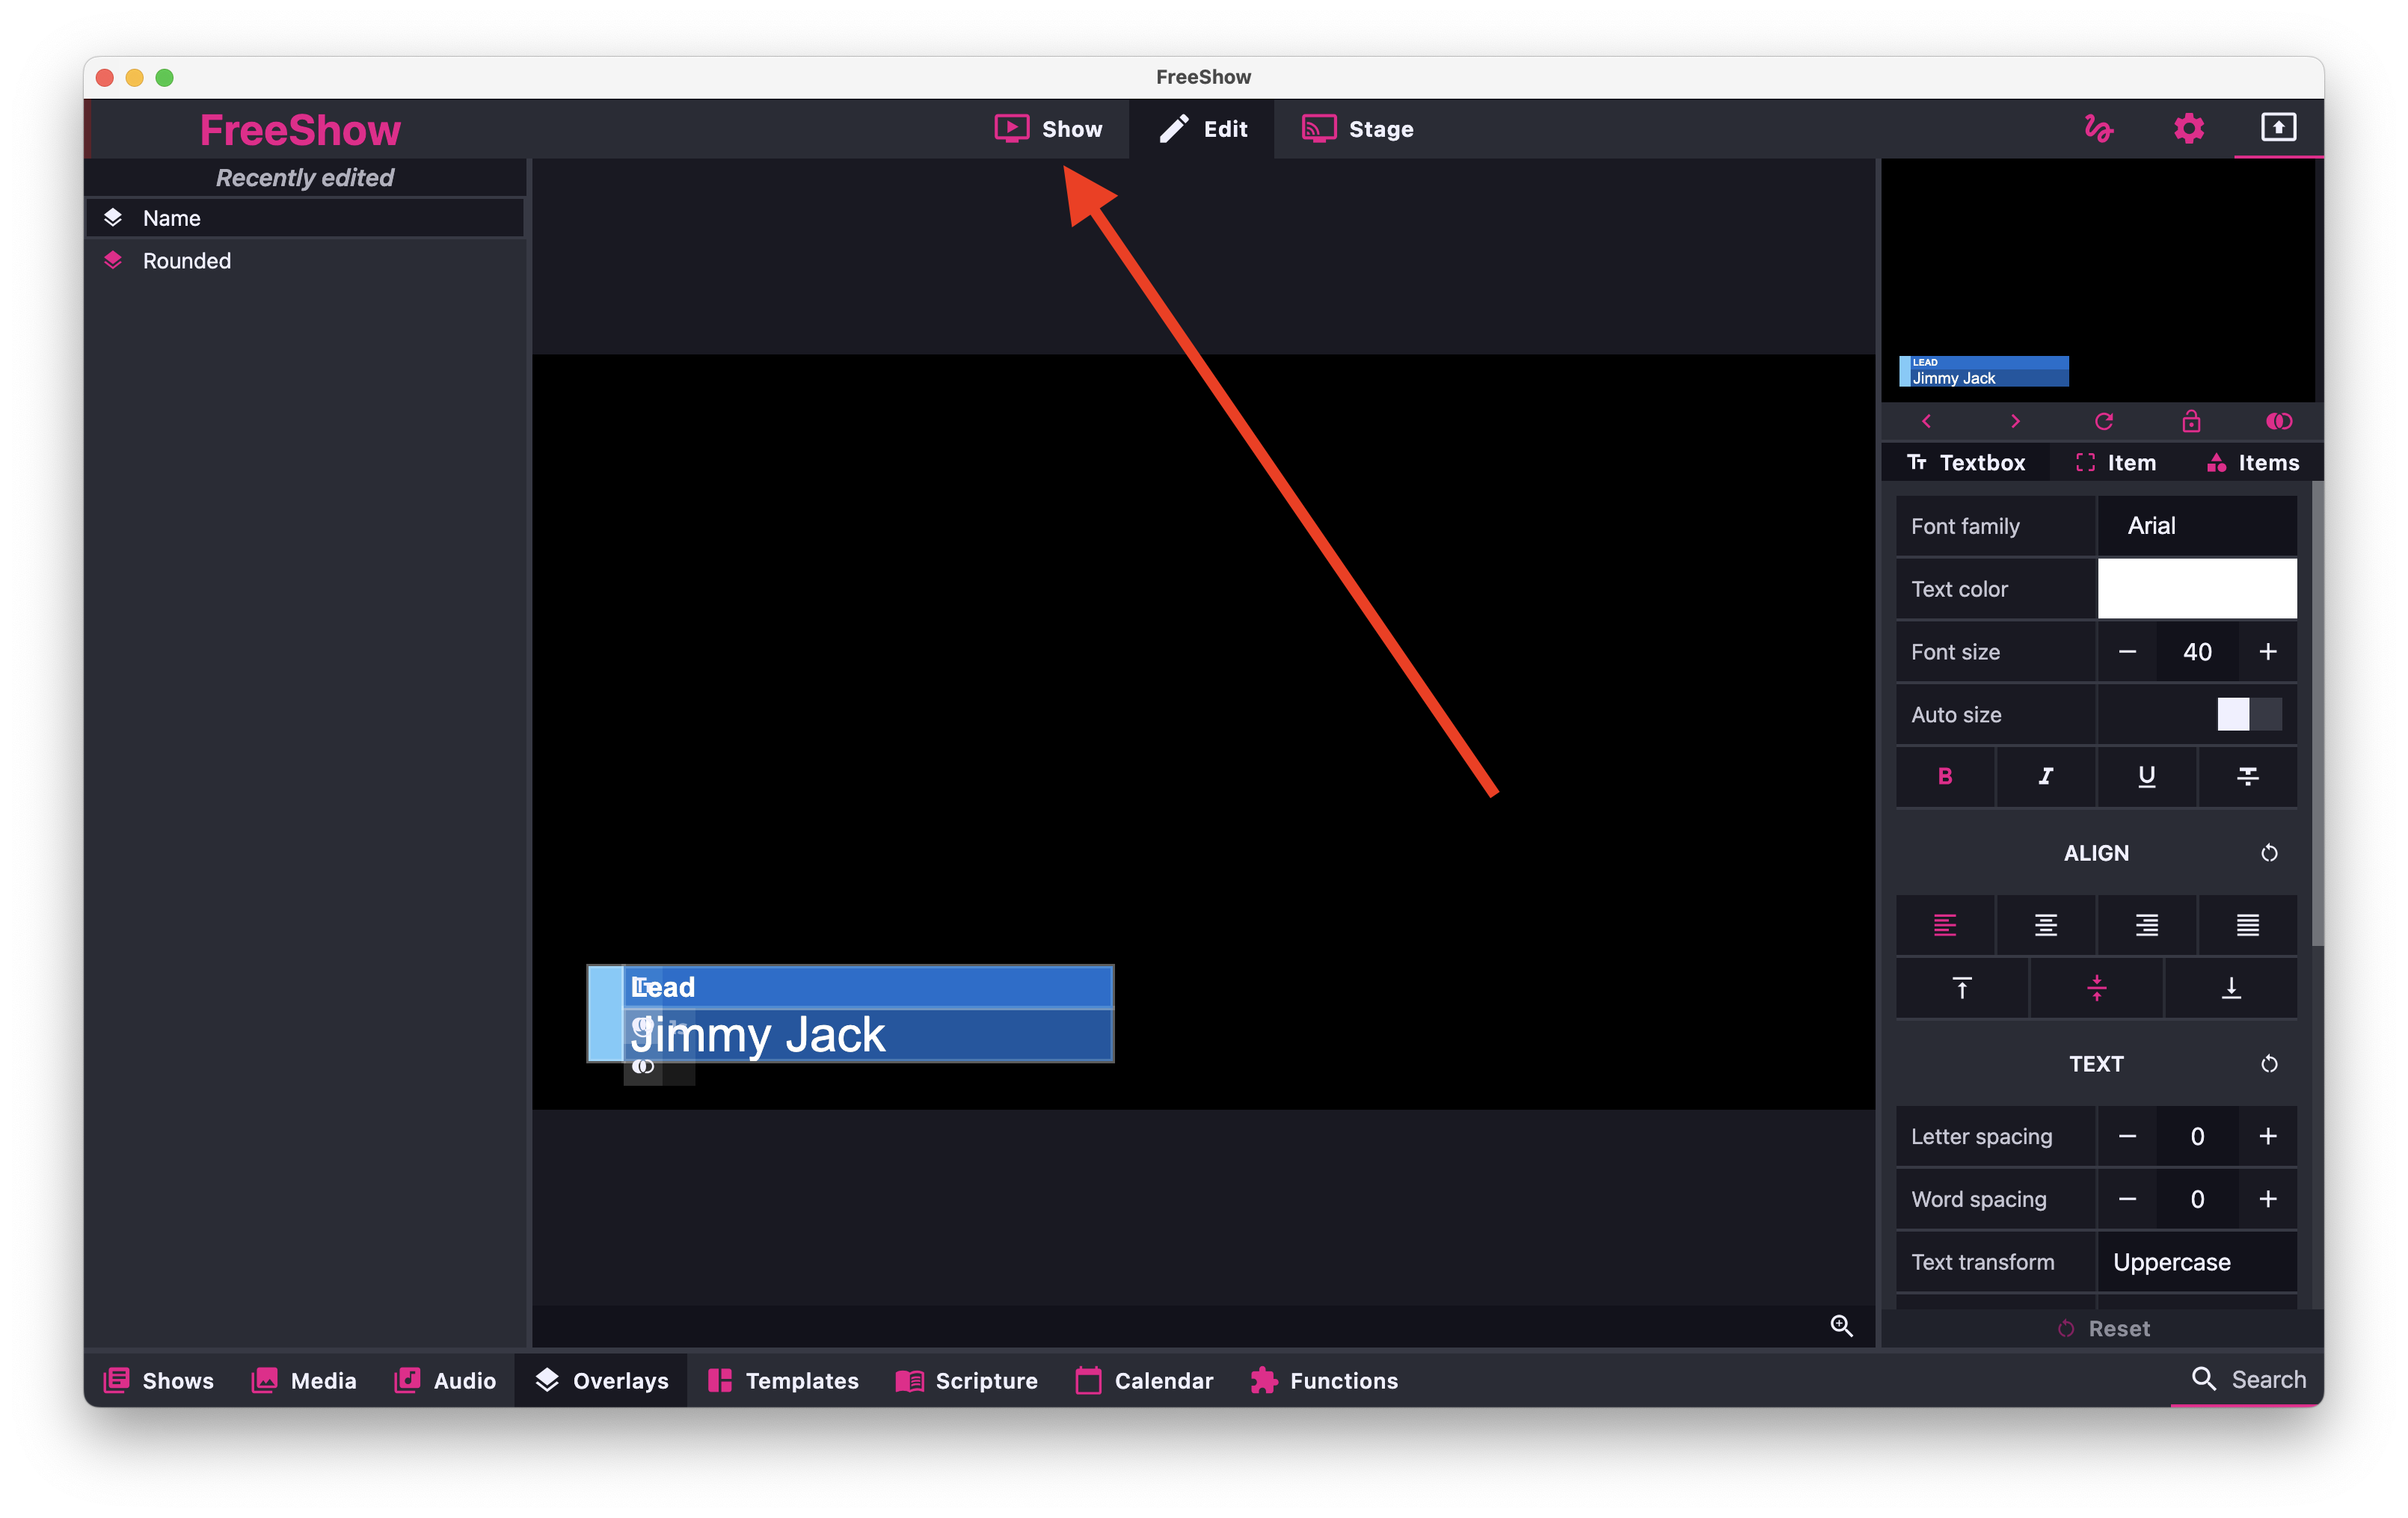 FreeShow
FreeShow
Show
Edit
Stage
Recently edited
Name
Rounded
LEAD
Jimmy Jack
Textbox
Item
Items
Font family
Arial
Text color
Font size
40
Auto size
B
I
U
ALIGN
Lead
Jimmy Jack
TEXT
Letter spacing
0
Word spacing
0
Text transform
Uppercase
Reset
Shows
Media
Audio
Overlays
Templates
Scripture
Calendar
Functions
Search